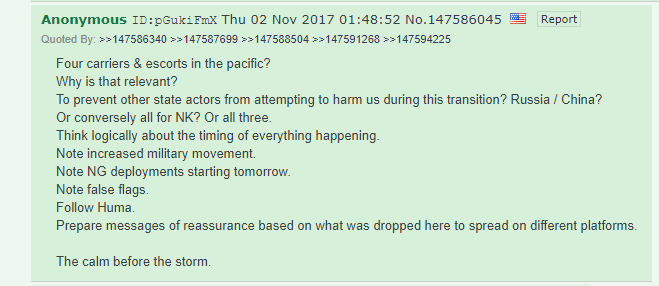 Anonymous ID:pGukiFmX Thu 02 Nov 2017 01:48:52 No.147586045 Report
Quoted By: >>147586340 >>147587699 >>147588504 >>147591268 >>147594225
Four carriers & escorts in the pacific?
Why is that relevant?
To prevent other state actors from attempting to harm us during this transition? Russia / China?
Or conversely all for NK? Or all three.
Think logically about the timing of everything happening.
Note increased military movement.
Note NG deployments starting tomorrow.
Note false flags.
Follow Huma.
Prepare messages of reassurance based on what was dropped here to spread on different platforms.
The calm before the storm.